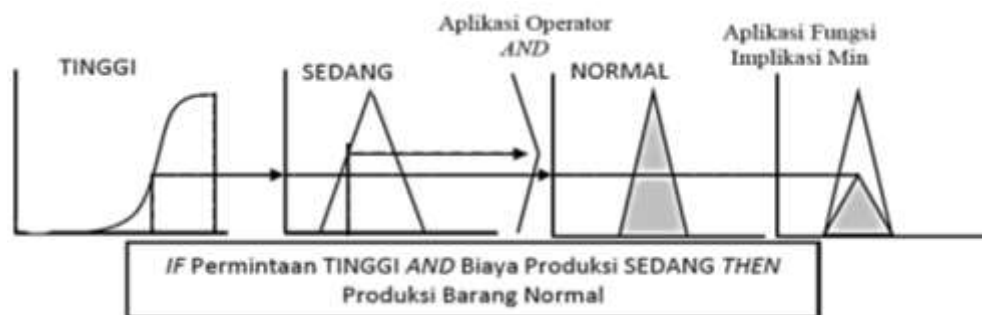 Aplikasi Operator
AND
Aplikasi Fungsi
Implikasi Min
TINGGI
SEDANG
NORMAL
IF Permintaan TINGGI AND Biaya Produksi SEDANG THEN
Produksi Barang Normal